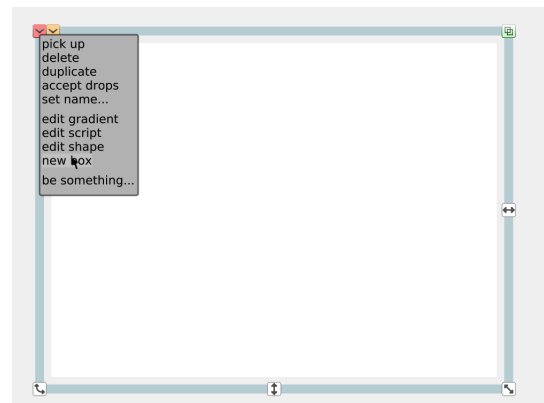 pick up
delete
duplicate
accept drops
set name...
edit gradient
edit script
edit shape
new box
be something...